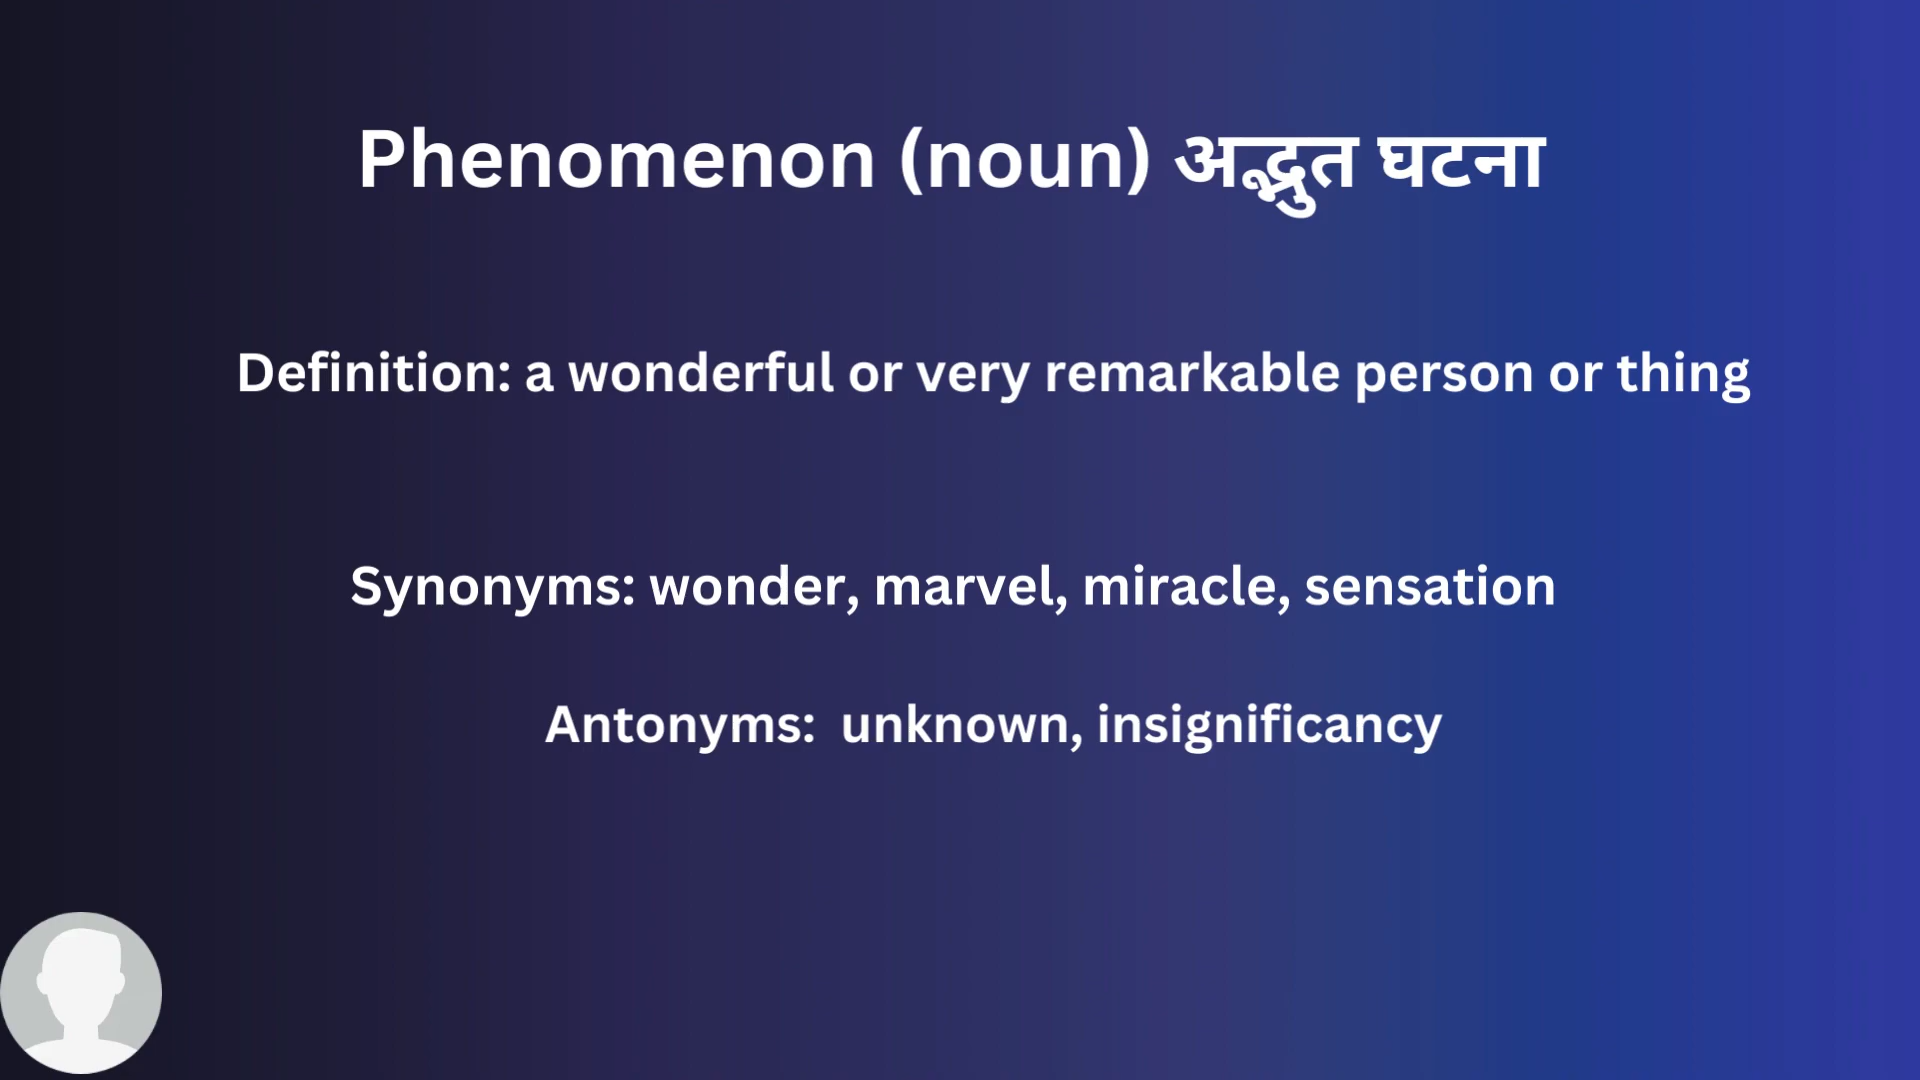 Phenomenon (noun) अद्भुत घटना
Definition: a wonderful or very remarkable person or thing
Synonyms: wonder, marvel, miracle, sensation
Antonyms:  unknown, insignificancy